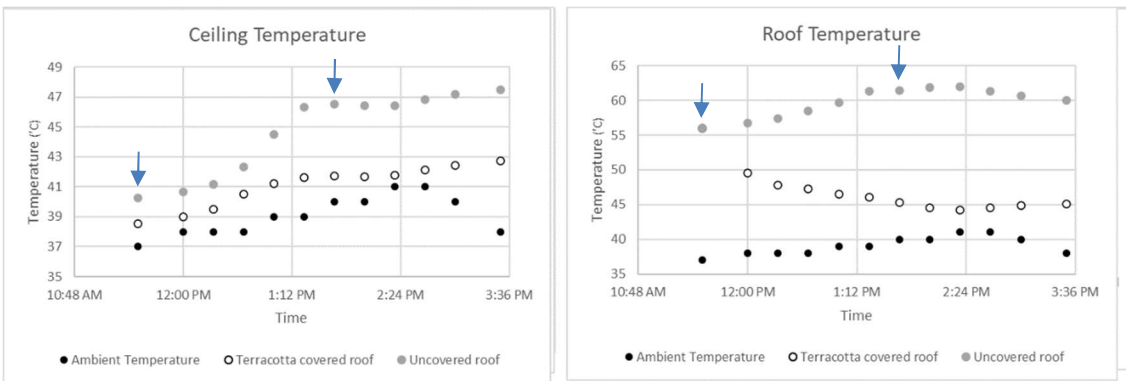 Ceiling Temperature
49
47
45
43
41
39
37
35
Temperature (°C)
10:48 AM 12:00 PM 1:12 PM 2:24 PM 3:36 PM
Time
Ambient Temperature Terracotta covered roof Uncovered roof
Roof Temperature
65
60
55
50
45
40
35
Temperature (°C)
10:48 AM 12:00 PM 1:12 PM 2:24 PM 3:36 PM
Time
Ambient Temperature Terracotta covered roof Uncovered roof